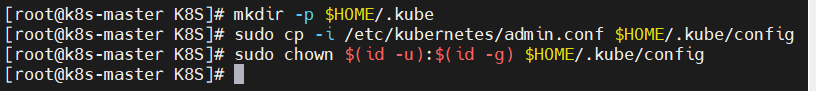 [root@k8s-master K8S]# mkdir -p $HOME/.kube
[root@k8s-master K8S]# sudo cp -i /etc/kubernetes/admin.conf $HOME/.kube/config
[root@k8s-master K8S]# sudo chown $(id -u):$(id -g) $HOME/.kube/config
[root@k8s-master K8S]#